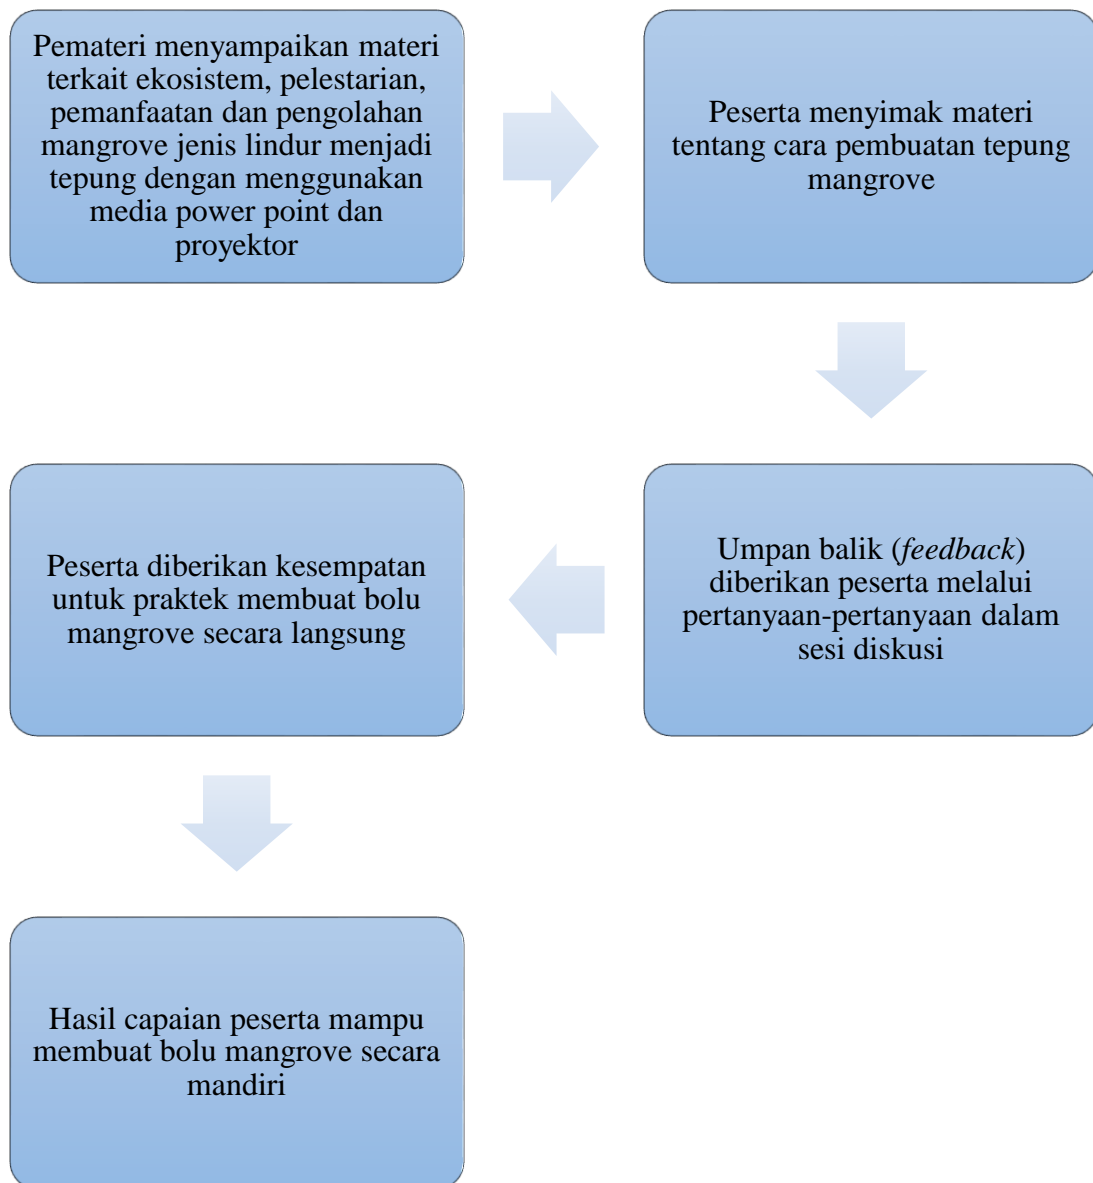 Pemateri menyampaikan materi
terkait ekosistem, pelestarian,
pemanfaatan dan pengolahan
mangrove jenis lindur menjadi
tepung dengan menggunakan
media power point dan
proyektor
Peserta menyimak materi
tentang cara pembuatan tepung
mangrove
Umpan balik (feedback)
diberikan peserta melalui
pertanyaan-pertanyaan dalam
sesi diskusi
Peserta diberikan kesempatan
untuk praktek membuat bolu
mangrove secara langsung
Hasil capaian peserta mampu
membuat bolu mangrove secara
mandiri